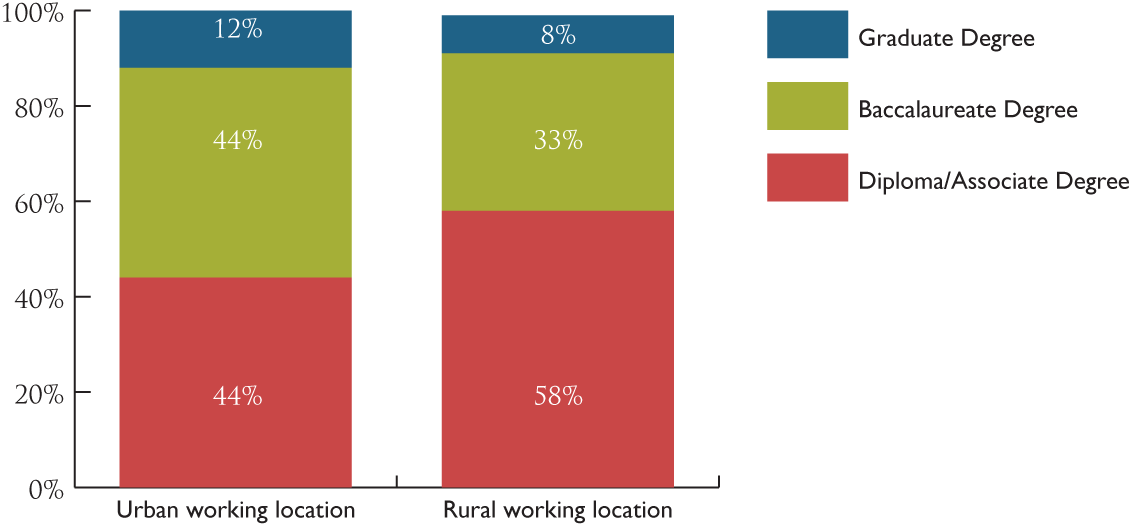 100%
80%
60%
40%
20%
0%
12%
44%
44%
8%
33%
58%
Urban working location
Rural working location
Graduate Degree
Baccalaureate Degree
Diploma/Associate Degree